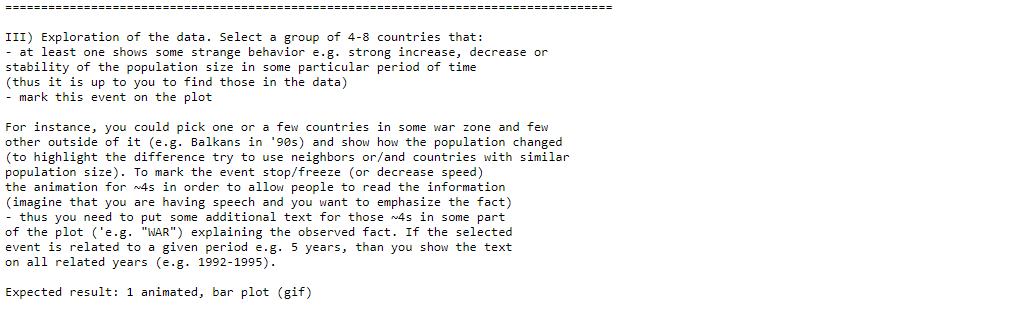 =====================================================================================
III) Exploration of the data. Select a group of 4-8 countries that:
- at least one shows some strange behavior e.g. strong increase, decrease or
stability of the population size in some particular period of time
(thus it is up to you to find those in the data)
- mark this event on the plot
For instance, you could pick one or a few countries in some war zone and few
other outside of it (e.g. Balkans in '90s) and show how the population changed
(to highlight the difference try to use neighbors or/and countries with similar
population size). To mark the event stop/freeze (or decrease speed)
the animation for ~4s in order to allow people to read the information
(imagine that you are having speech and you want to emphasize the fact)
- thus you need to put some additional text for those ~4s in some part
of the plot ('e.g. "WAR") explaining the observed fact. If the selected
event is related to a given period e.g. 5 years, than you show the text
on all related years (e.g. 1992-1995).
Expected result: 1 animated, bar plot (gif)